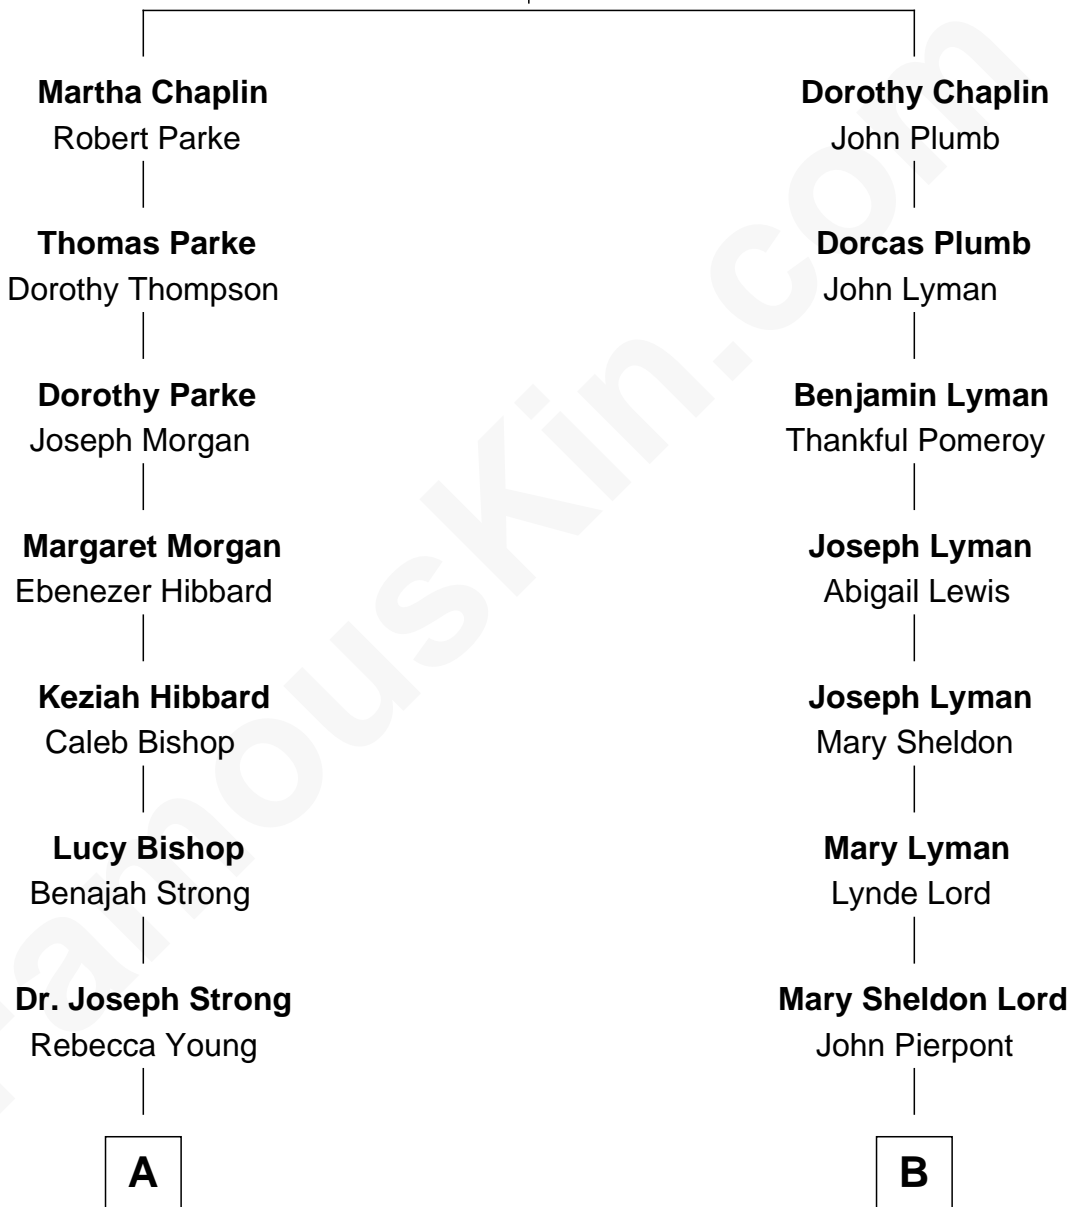 Martha Chaplin
Robert Parke
Thomas Parke
Dorothy Thompson
Dorothy Parke
Joseph Morgan
Margaret Morgan
Ebenezer Hibbard
Keziah Hibbard
Caleb Bishop
Lucy Bishop
Benajah Strong
Dr. Joseph Strong
Rebecca Young
A
Dorothy Chaplin
John Plumb
Dorcas Plumb
John Lyman
Benjamin Lyman
Thankful Pomeroy
Joseph Lyman
Abigail Lewis
Joseph Lyman
Mary Sheldon
Mary Lyman
Lynde Lord
Mary Sheldon Lord
John Pierpont
B
FamousKin.com